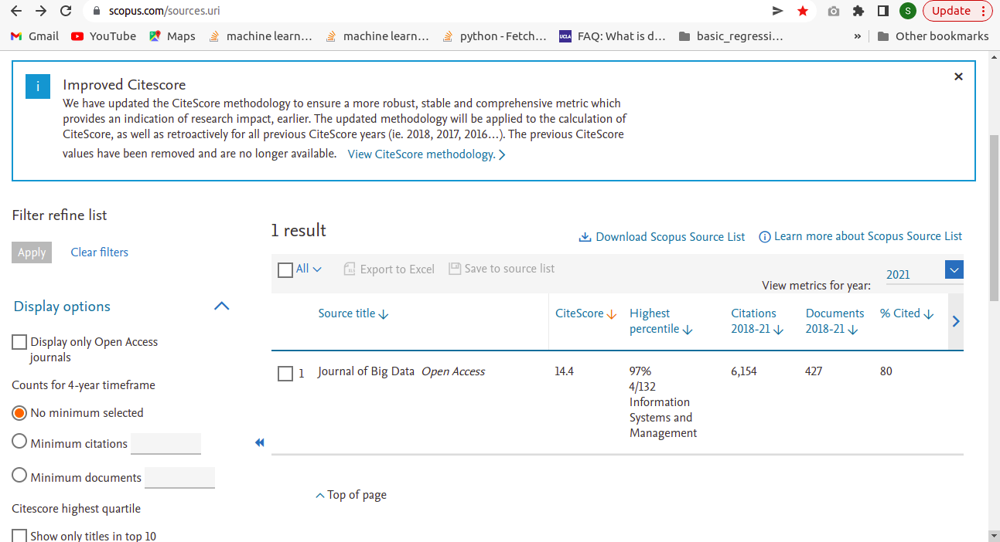 scopus.com/sources.uri
S
Update
Gmail
YouTube
Maps
machine learn...
machine learn...
python - Fetch...
UCLA
FAQ: What is d...
basic_regressi...
»
Other bookmarks
i
Improved Citescore
We have updated the CiteScore methodology to ensure a more robust, stable and comprehensive metric which
provides an indication of research impact, earlier. The updated methodology will be applied to the calculation of
CiteScore, as well as retroactively for all previous CiteScore years (ie. 2018, 2017, 2016...). The previous CiteScore
values have been removed and are no longer available. View CiteScore methodology.
Filter refine list
Apply
Clear filters
Display options
Display only Open Access
journals
Counts for 4-year timeframe
No minimum selected
Minimum citations
Minimum documents
Citescore highest quartile
Show only titles in top 10
1 result
Download Scopus Source List
Learn more about Scopus Source List
All
Export to Excel
Save to source list
View metrics for year:
2021
Source title
CiteScore
Highest
percentile
Citations
2018-21
Documents
2018-21
% Cited
1
Journal of Big Data Open Access
14.4
97%
4/132
Information
Systems and
Management
6,154
427
80
Top of page